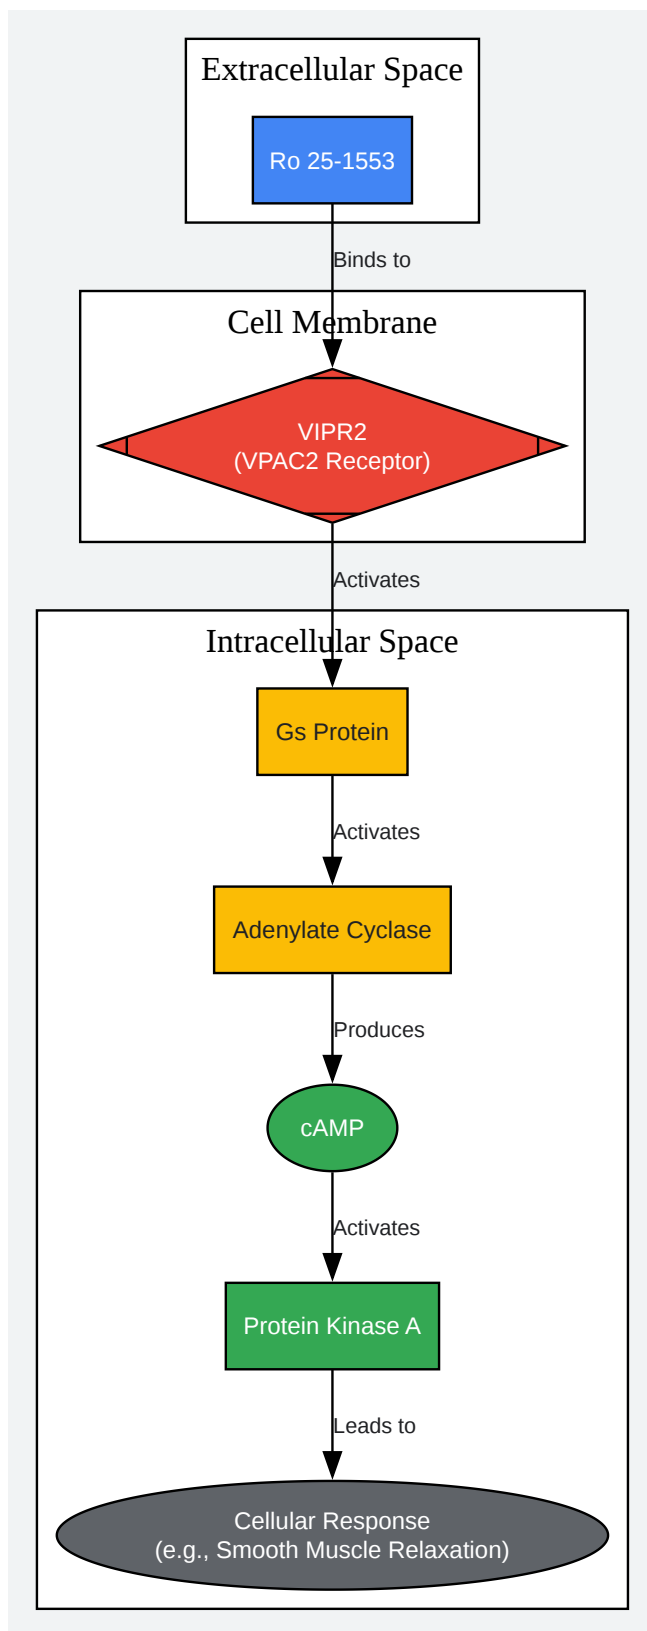 Extracellular Space
Ro 25-1553
Binds to
Cell Membrane
VIPR2
(VPAC2 Receptor)
Activates
Intracellular Space
Gs Protein
Activates
Adenylate Cyclase
Produces
cAMP
Activates
Protein Kinase A
Leads to
Cellular Response
(e.g., Smooth Muscle Relaxation)